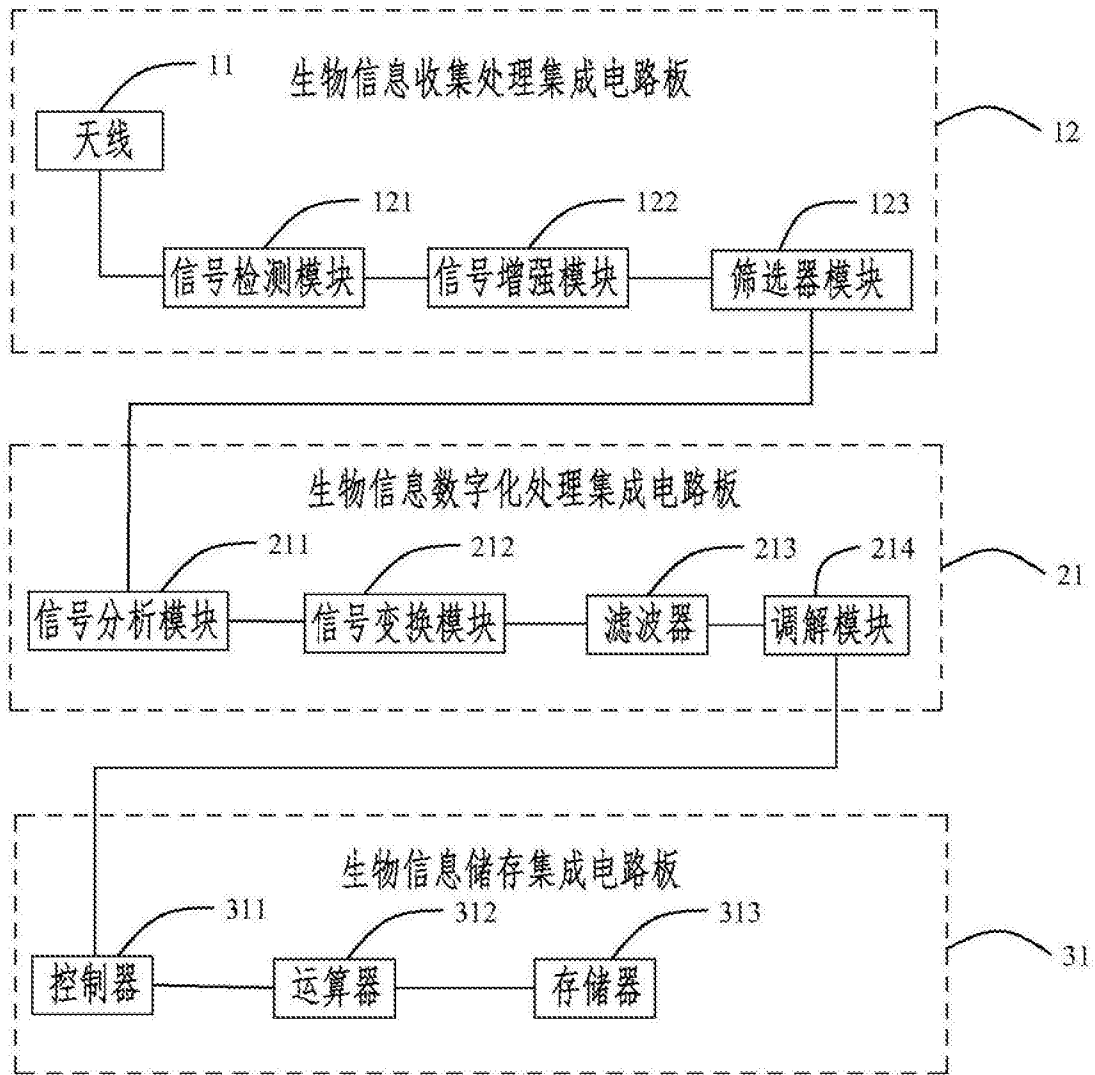 11
生物信息收集处理集成电路板
天线
12
121
122
123
信号检测模块
信号增强模块
筛选器模块
生物信息数字化处理集成电路板
211
212
213
214
21
信号分析模块
信号变换模块
滤波器
调解模块
生物信息储存集成电路板
311
312
313
31
控制器
运算器
存储器